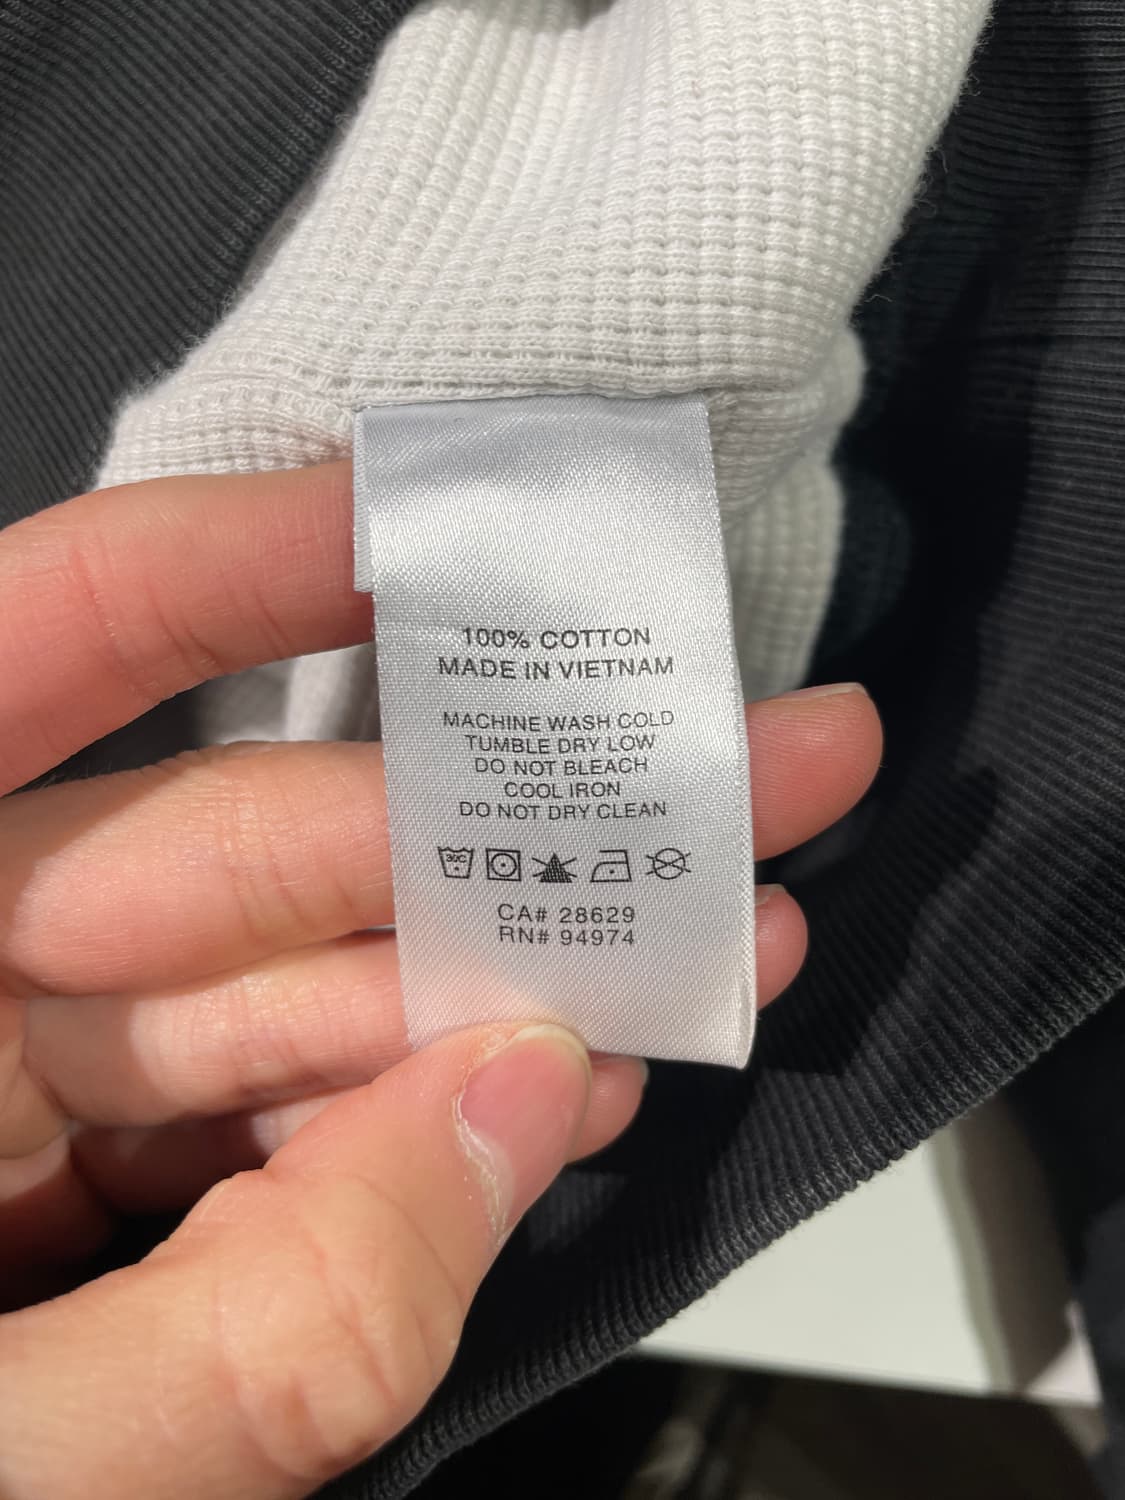 100% COTTON
MADE IN VIETNAM
MACHINE WASH COLD
TUMBLE DRY LOW
DO NOT BLEACH
COOL IRON
DO NOT DRY CLEAN
30C
CA# 28629
RN# 94974